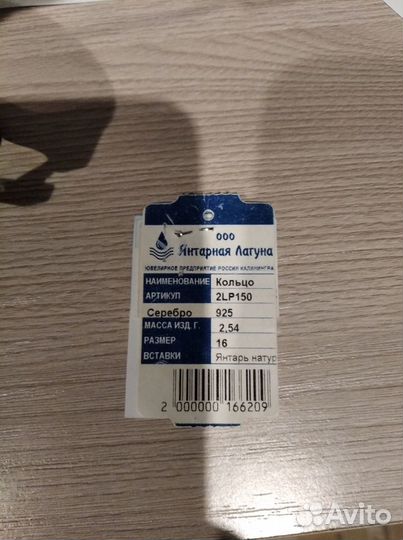 ООО
Янтарная Лагуна
ЮВЕЛИРНОЕ ПРЕДПРИЯТИЕ РОССИЯ КАЛИНИНГРА
НАИМЕНОВАНИЕ Кольцо
АРТИКУЛ 2LP150
Серебро 925
МАССА ИЗД. Г. 2,54
РАЗМЕР 16
ВСТАВКИ Янтарь натур
2 000000 166209
Avito